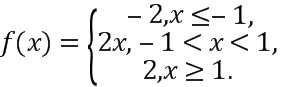 f(x) = { – 2,x ≤– 1,
2x, – 1 < x < 1,
2,x ≥ 1.